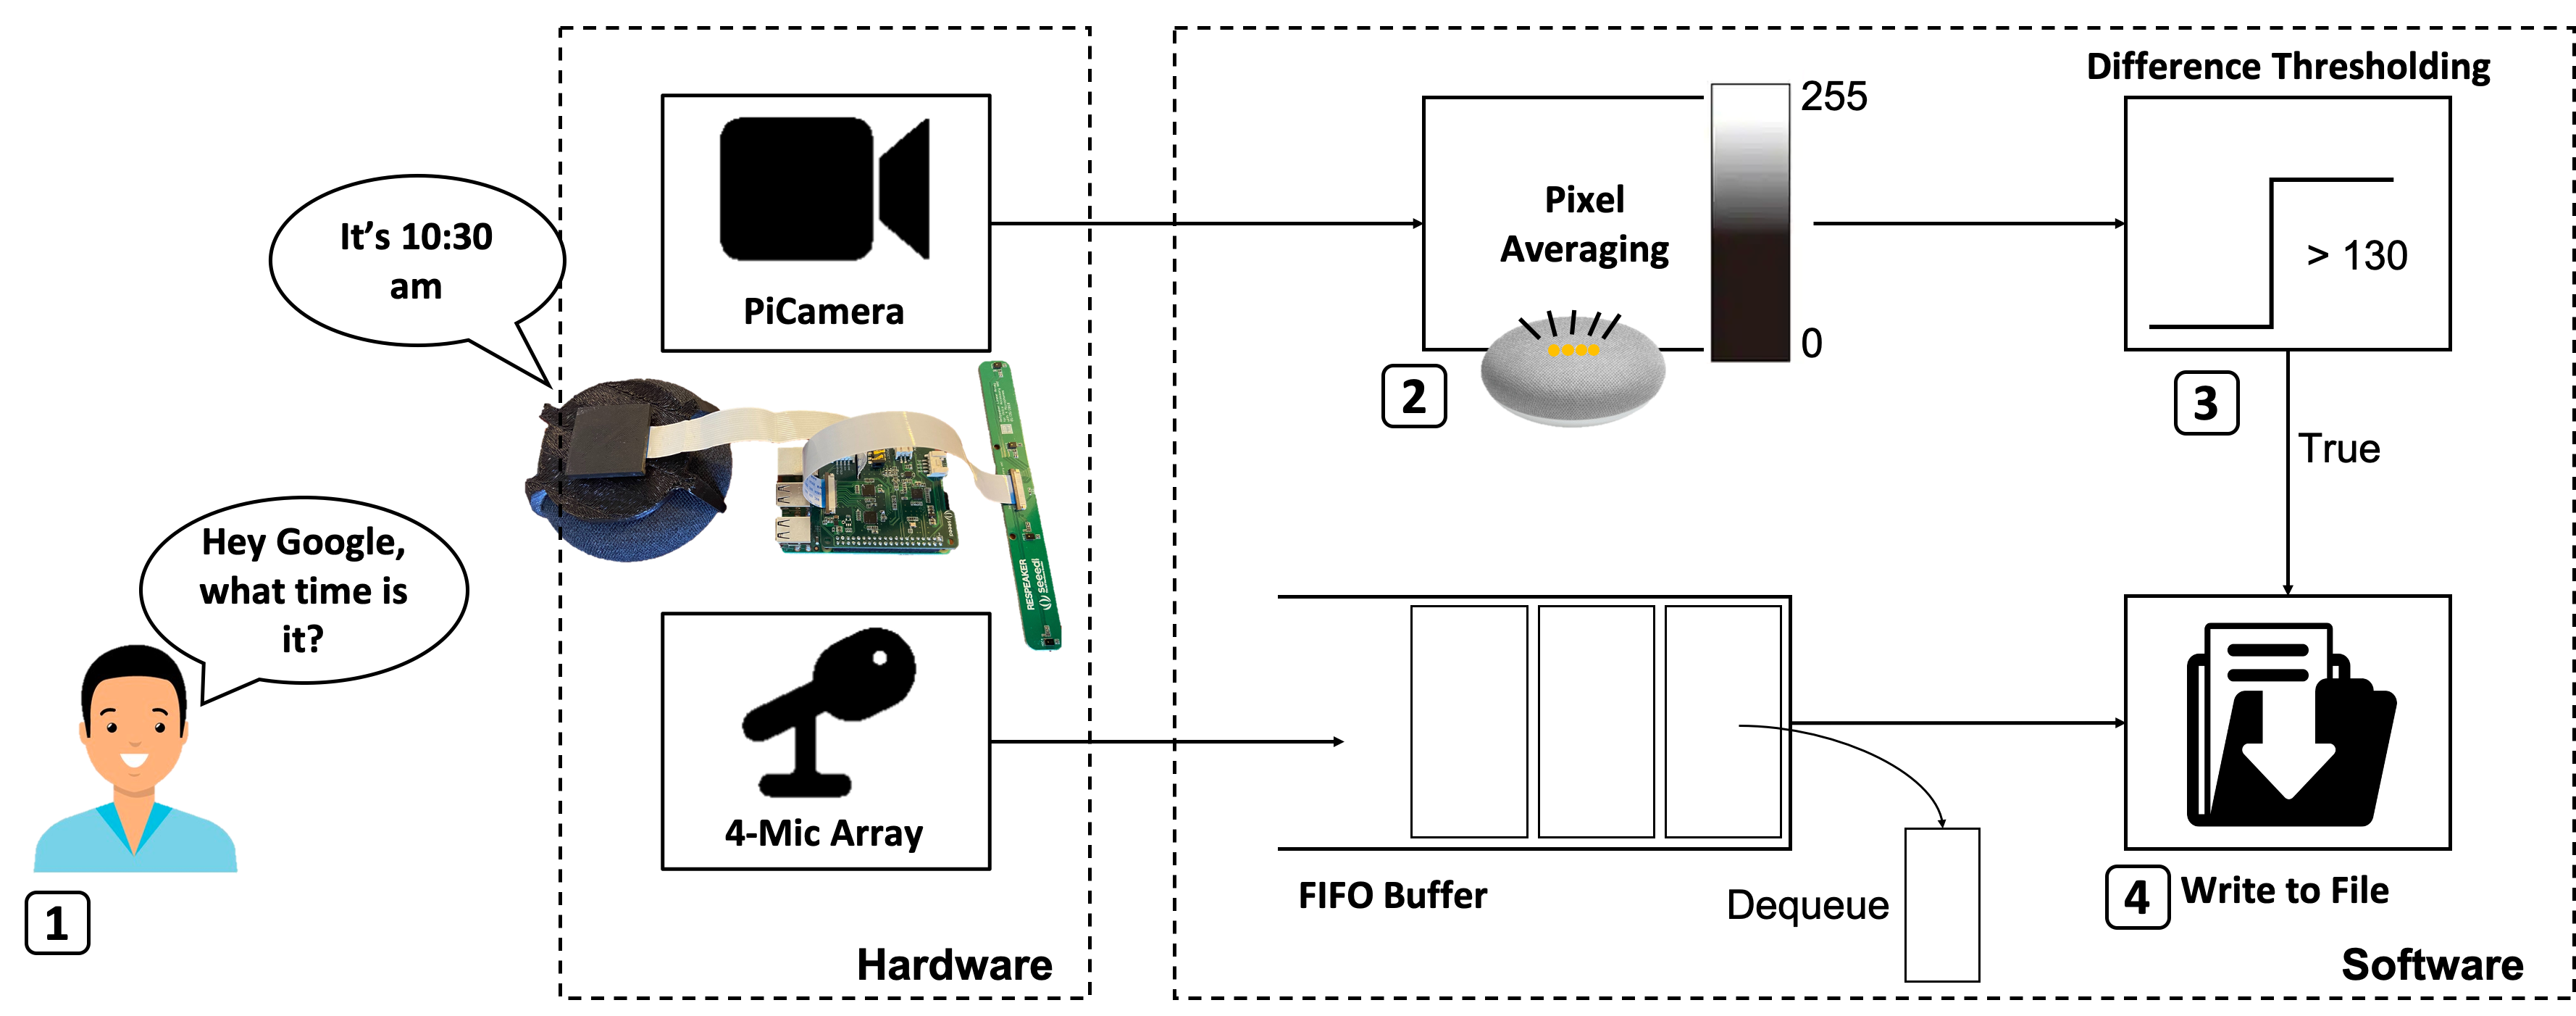 Difference Thresholding
255
Pixel
Averaging
0
> 130
It's 10:30
am
PiCamera
2
3
True
Hey Google,
what time is
it?
RESPEAKER
seeed
4-Mic Array
FIFO Buffer
Dequeue
4
Write to File
1
Hardware
Software